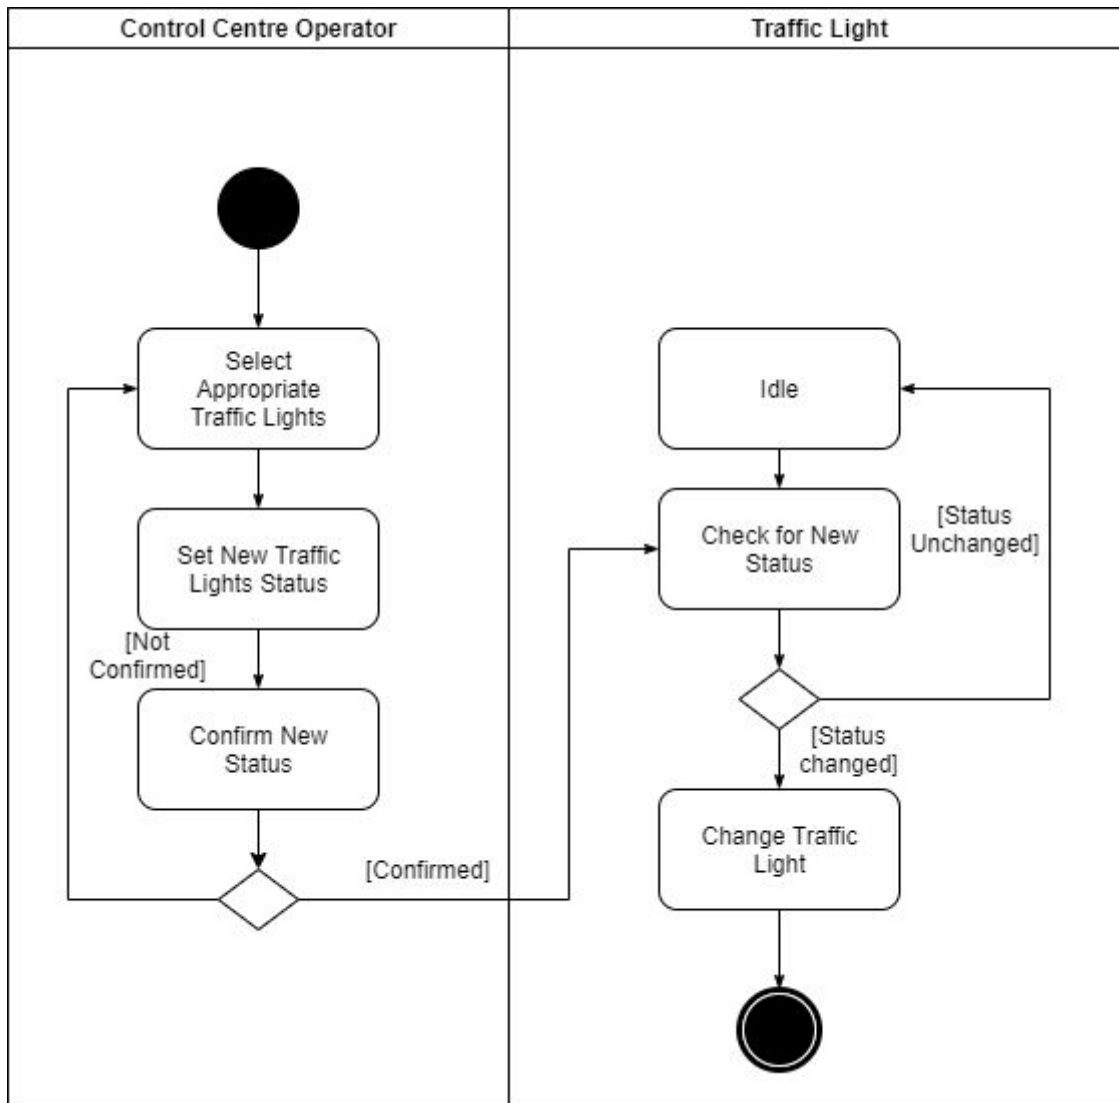 Control Centre Operator
Traffic Light
Select
Appropriate
Traffic Lights
Set New Traffic
Lights Status
[Not
Confirmed]
Confirm New
Status
[Confirmed]
Idle
Check for New
Status
[Status
Unchanged]
[Status
changed]
Change Traffic
Light